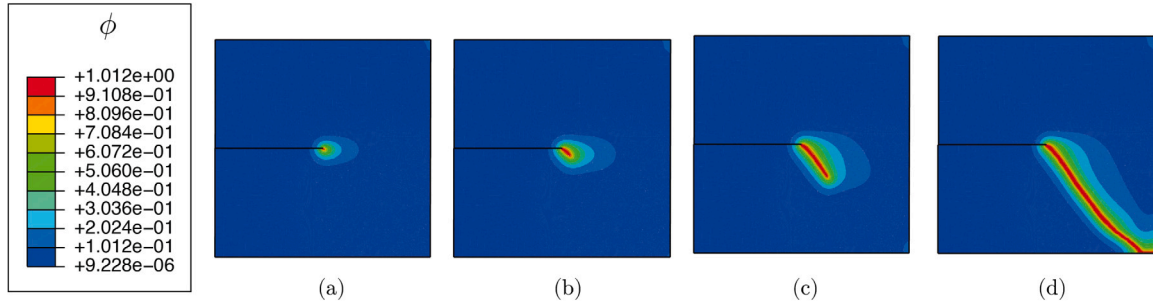 ϕ
+1.012e+00
+9.108e−01
+8.096e−01
+7.084e−01
+6.072e−01
+5.060e−01
+4.048e−01
+3.036e−01
+2.024e−01
+1.012e−01
+9.228e−06
(a) (b) (c) (d)